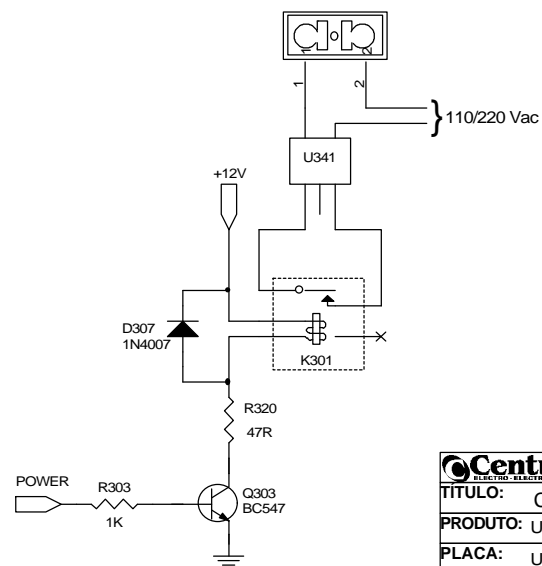 1
2
1
2
110/220 Vac
U341
+12V
D307
1N4007
K301
R320
47R
POWER
R303
1K
Q303
BC547
TÍTULO:
PRODUTO: U
PLACA: U